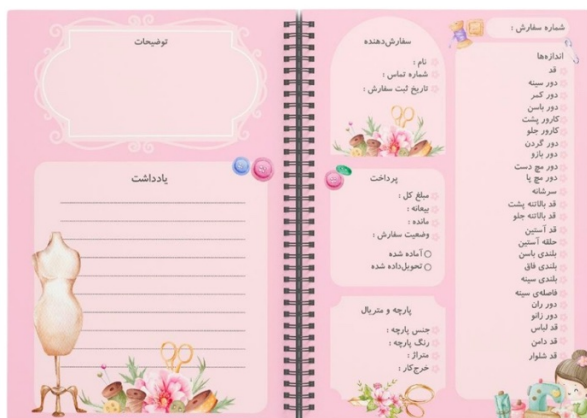 شماره سفارش :
اندازه‌ها
قد
دور سینه
دور کمر
دور باسن
کارور پشت
کارور جلو
دور گردن
دور بازو
دور مچ دست
دور مچ پا
سرشانه
قد بالاتنه پشت
قد بالاتنه جلو
قد آستین
حلقه آستین
بلندی باسن
بلندی فاق
بلندی سینه
فاصله‌ی سینه
دور ران
دور زانو
قد لباس
قد دامن
قد شلوار
سفارش‌دهنده
نام :
شماره تماس :
تاریخ ثبت سفارش :
پرداخت
مبلغ کل :
بیعانه :
مانده :
وضعیت سفارش :
آماده شده
تحویل‌داده شده
پارچه و متریال
جنس پارچه :
رنگ پارچه :
متراژ :
خرج‌کار :
توضیحات
یادداشت